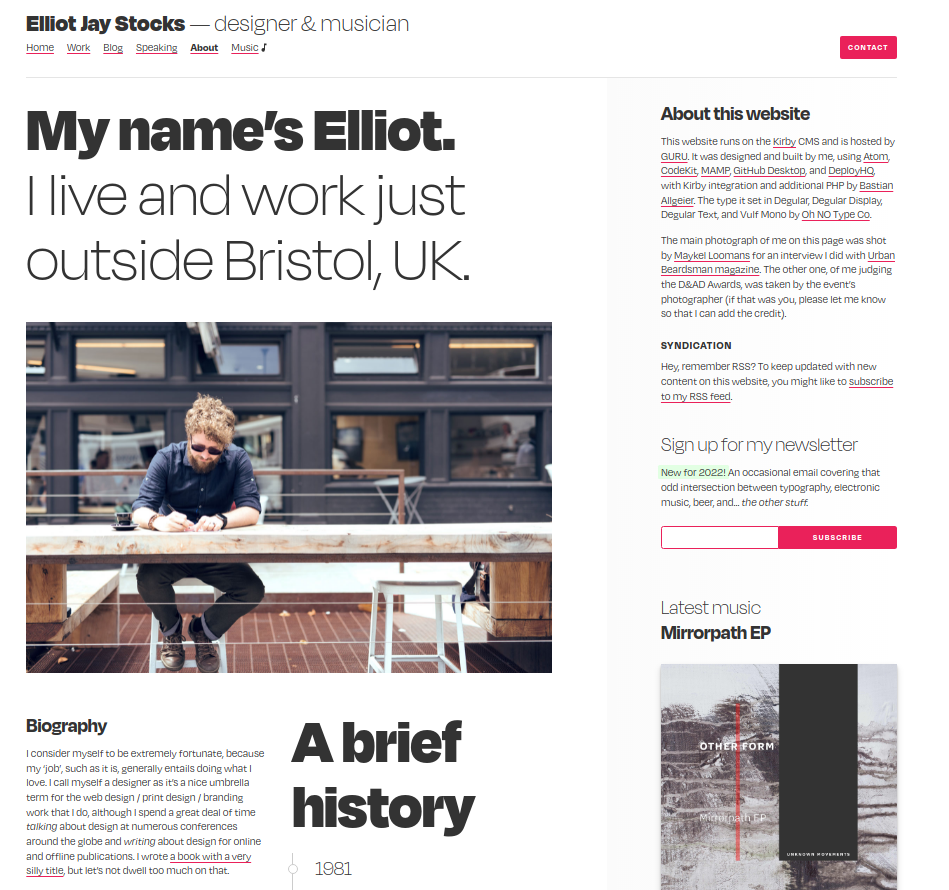 Elliot Jay Stocks — designer & musician
Home Work Blog Speaking About Music
CONTACT
My name's Elliot.
I live and work just
outside Bristol, UK.
Biography
I consider myself to be extremely fortunate, because
my 'job', such as it is, generally entails doing what I
love. I call myself a designer as it's a nice umbrella
term for the web design / print design / branding
work that I do, although I spend a great deal of time
talking about design at numerous conferences
around the globe and writing about design for online
and offline publications. I wrote a book with a very
silly title, but let's not dwell too much on that.
A brief
history
1981
About this website
This website runs on the Kirby CMS and is hosted by
GURU. It was designed and built by me, using Atom,
CodeKit, MAMP, GitHub Desktop, and DeployHQ,
with Kirby integration and additional PHP by Bastian
Allgeier. The type it set in Degular, Degular Display,
Degular Text, and Vulf Mono by Oh NO Type Co.
The main photograph of me on this page was shot
by Maykel Loomans for an interview I did with Urban
Beardsman magazine. The other one, of me judging
the D&AD Awards, was taken by the event's
photographer (if that was you, please let me know
so that I can add the credit).
SYNDICATION
Hey, remember RSS? To keep updated with new
content on this website, you might like to subscribe
to my RSS feed.
Sign up for my newsletter
New for 2022! An occasional email covering that
odd intersection between typography, electronic
music, beer, and... the other stuff.
SUBSCRIBE
Latest music
Mirrorpath EP
OTHER FORM
Mirrorpath EP
UNKNOWN MOVEMENTS